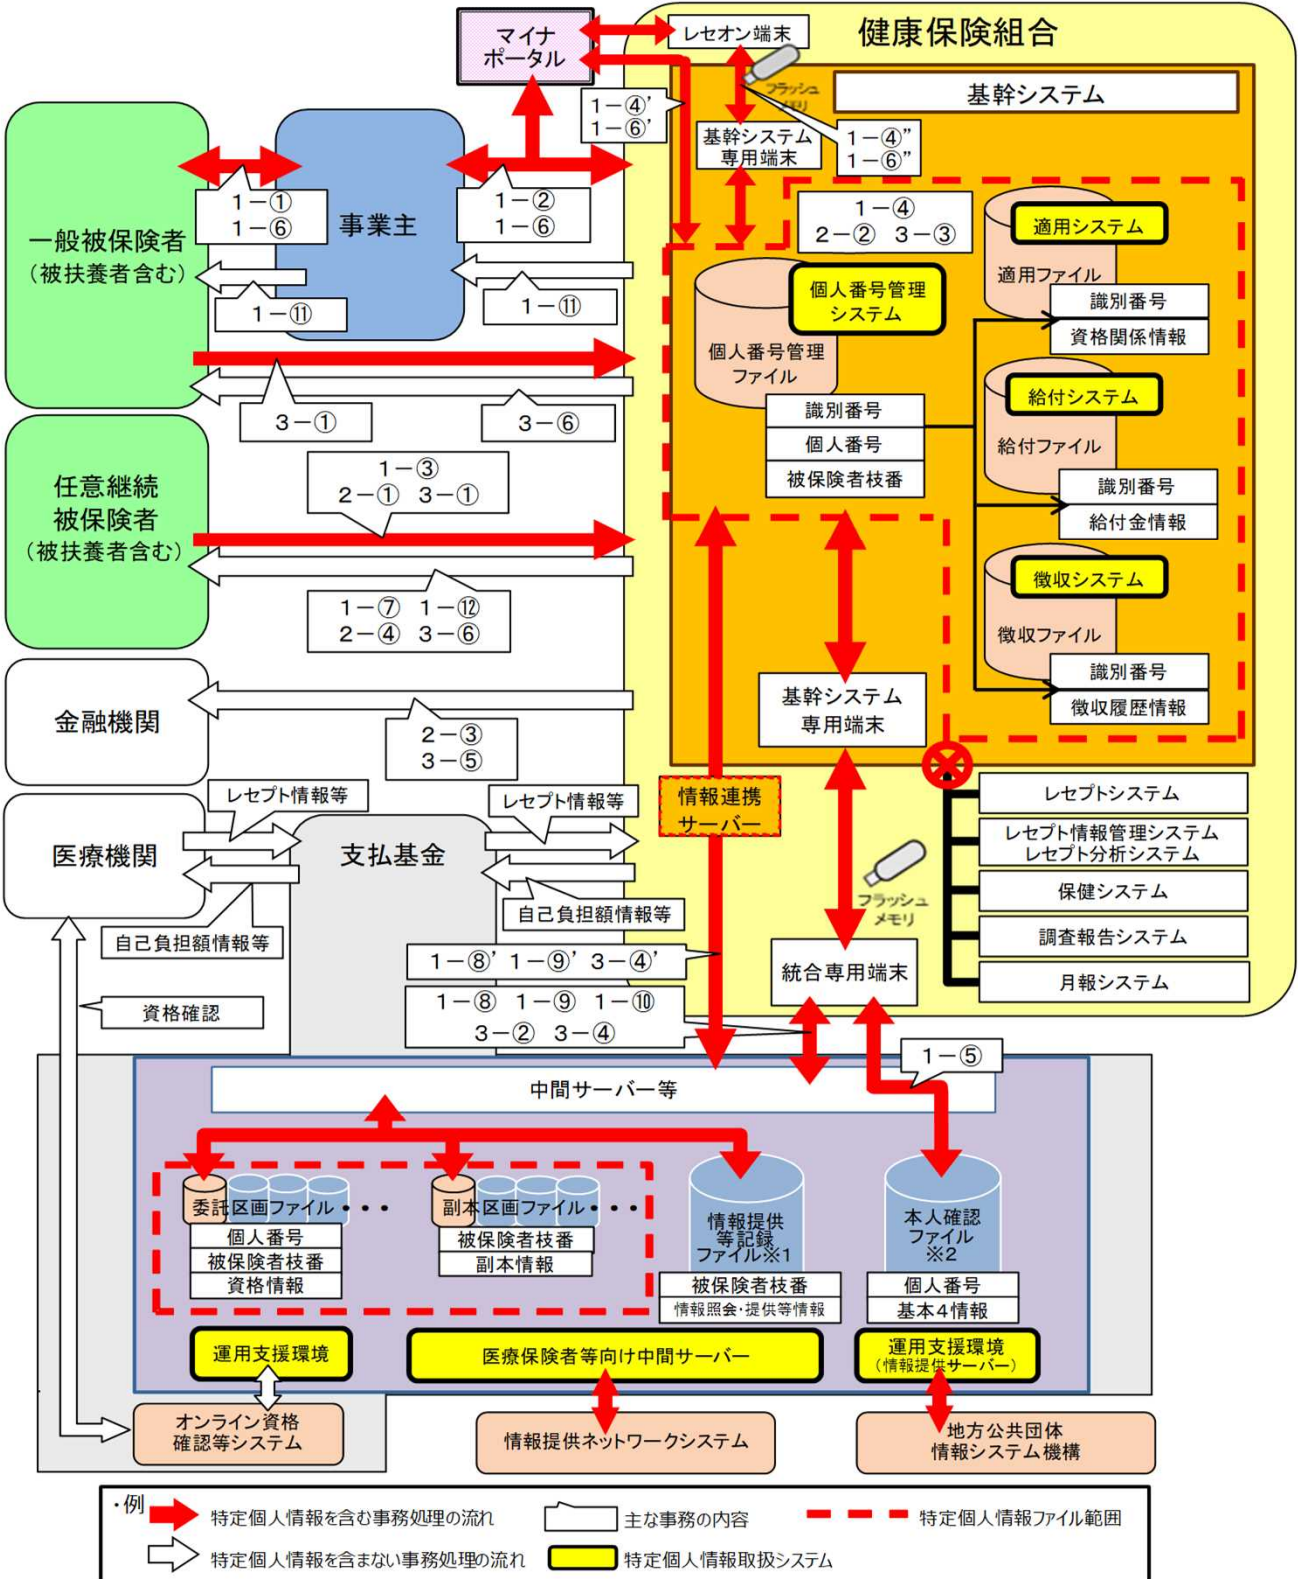 健康保険組合
マイナ
ポータル
レセオン端末
フラッシュ
メモリ
基幹システム
1-④’
1-⑥’
基幹システム
専用端末
1-④”
1-⑥”
一般被保険者
(被扶養者含む)
1-①
1-⑥
事業主
1-②
1-⑥
1-⑪
1-⑪
1-④
2-② 3-③
適用システム
適用ファイル
識別番号
資格関係情報
個人番号管理
システム
個人番号管理
ファイル
識別番号
個人番号
被保険者枝番
給付システム
給付ファイル
識別番号
給付金情報
徴収システム
徴収ファイル
識別番号
徴収履歴情報
3-①
3-⑥
任意継続
被保険者
(被扶養者含む)
1-③
2-① 3-①
1-⑦ 1-⑫
2-④ 3-⑥
金融機関
2-③
3-⑤
基幹システム
専用端末
医療機関
レセプト情報等
自己負担額情報等
支払基金
レセプト情報等
自己負担額情報等
情報連携
サーバー
フラッシュ
メモリ
レセプトシステム
レセプト情報管理システム
レセプト分析システム
保健システム
調査報告システム
月報システム
統合専用端末
1-⑧’ 1-⑨’ 3-④’
1-⑧ 1-⑨ 1-⑩
3-② 3-④
資格確認
1-⑤
中間サーバー等
委託区画ファイル・・・
個人番号
被保険者枝番
資格情報
副本区画ファイル・・・
被保険者枝番
副本情報
情報提供
等記録
ファイル※1
被保険者枝番
情報照会・提供等情報
本人確認
ファイル
※2
個人番号
基本4情報
運用支援環境
医療保険者等向け中間サーバー
運用支援環境
(情報提供サーバー)
オンライン資格
確認等システム
情報提供ネットワークシステム
地方公共団体
情報システム機構
・例
特定個人情報を含む事務処理の流れ
主な事務の内容
特定個人情報ファイル範囲
特定個人情報を含まない事務処理の流れ
特定個人情報取扱システム